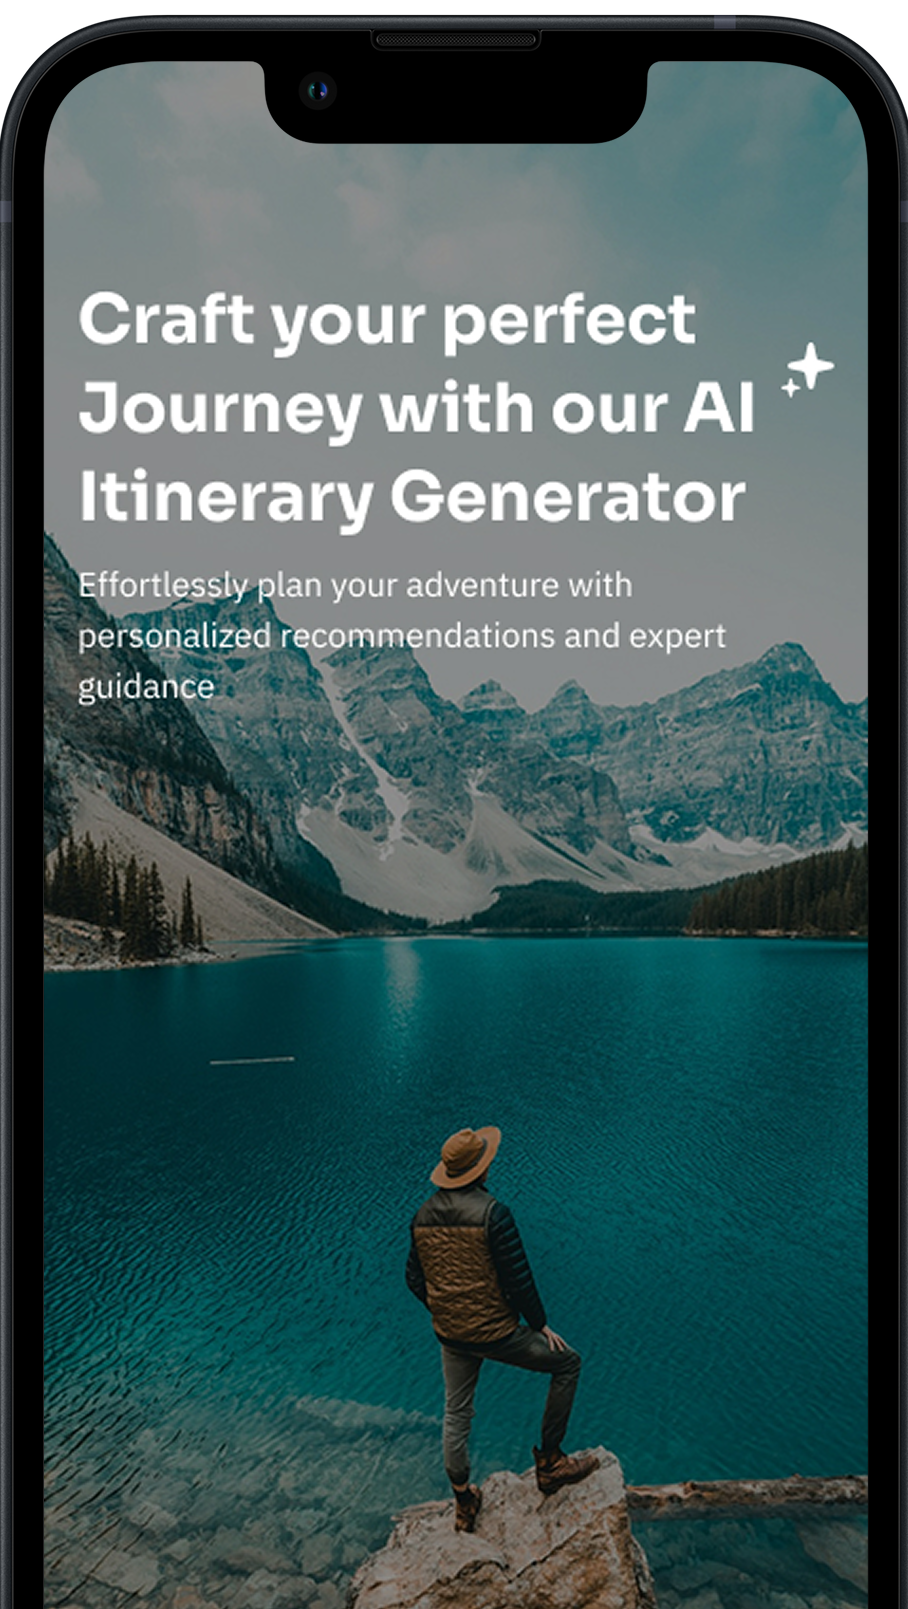 Craft your perfect
Journey with our AI
Itinerary Generator
Effortlessly plan your adventure with
personalized recommendations and expert
guidance